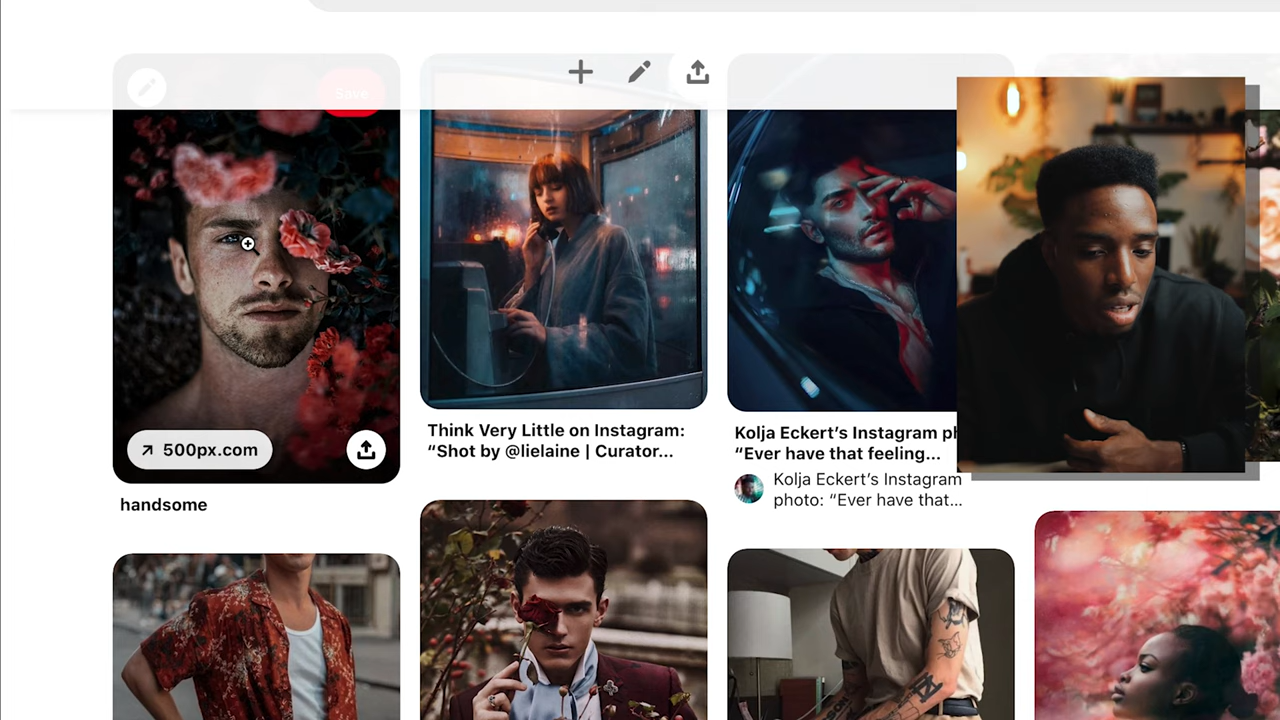 Save
500px.com
handsome
Think Very Little on Instagram:
“Shot by @lielaine | Curator...
Kolja Eckert’s Instagram
“Ever have that feeling...
Kolja Eckert’s Instagram
photo: “Ever have that...